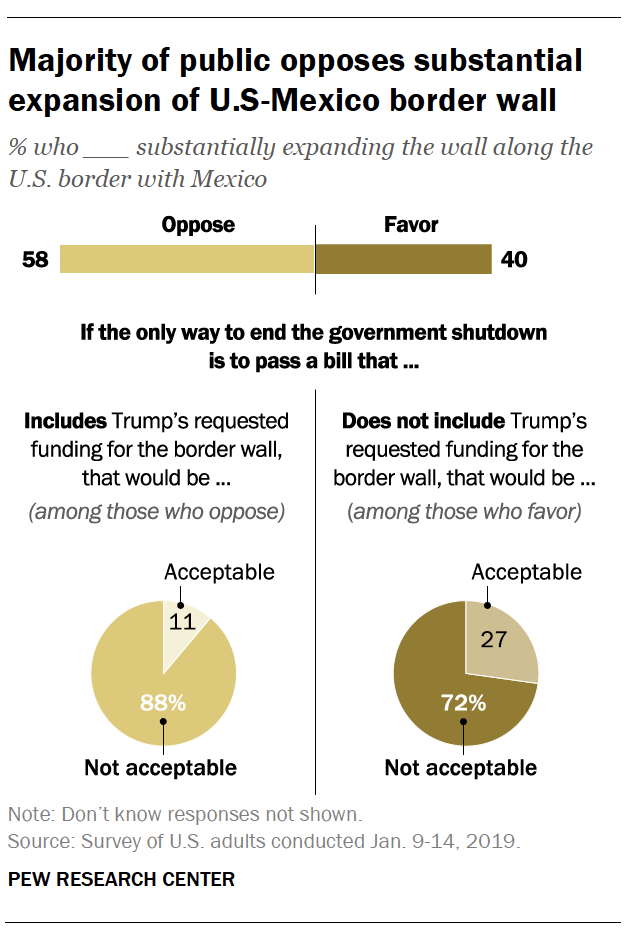 Majority of public opposes substantial
expansion of U.S-Mexico border wall
% who ___ substantially expanding the wall along the
U.S. border with Mexico
Oppose
Favor
58
40
If the only way to end the government shutdown
is to pass a bill that ...
Includes Trump's requested
funding for the border wall,
that would be ...
(among those who oppose)
Acceptable
11
88%
Not acceptable
Does not include Trump's
requested funding for the
border wall, that would be ...
(among those who favor)
Acceptable
27
72%
Not acceptable
Note: Don't know responses not shown.
Source: Survey of U.S. adults conducted Jan. 9-14, 2019.
PEW RESEARCH CENTER